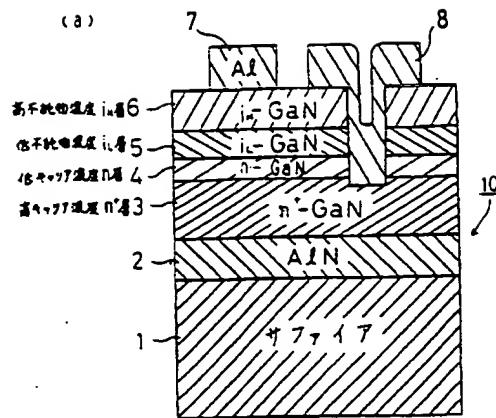 (a)
7
8
Al
高不純物濃度 iH層 6
iH-GaN
低不純物濃度 iL層 5
iL-GaN
低キャリア濃度 n層 4
n-GaN
高キャリア濃度 n⁺層 3
n⁺-GaN
10
2
AlN
1
サファイア